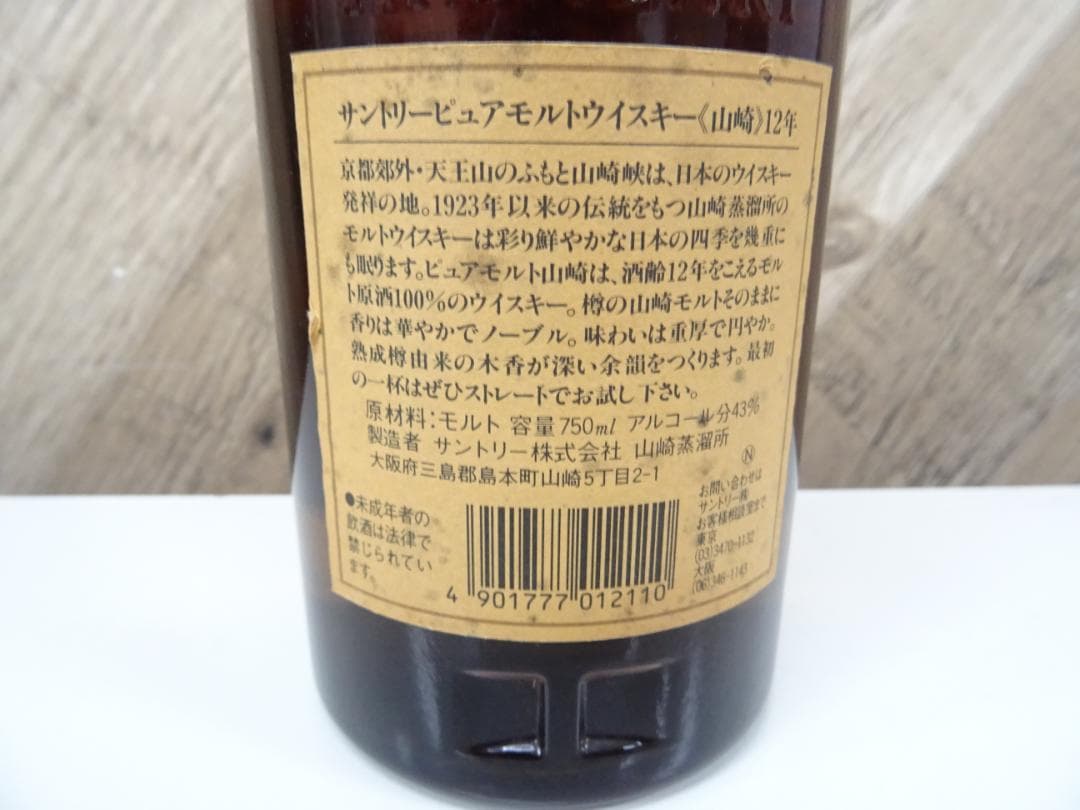 サントリーピュアモルトウイスキー《山崎》12年
京都郊外・天王山のふもと山崎峡は、日本のウイスキー
発祥の地。1923年以来の伝統をもつ山崎蒸溜所の
モルトウイスキーは彩り鮮やかな日本の四季を幾重に
も眠ります。ピュアモルト山崎は、酒齢12年をこえるモル
ト原酒100%のウイスキー。樽の山崎モルトそのままに
香りは華やかでノーブル。味わいは重厚で円やか。
熟成樽由来の木香が深い余韻をつくります。最初
の一杯はぜひストレートでお試し下さい。
原材料:モルト 容量750ml アルコール分43%
製造者 サントリー株式会社 山崎蒸溜所
大阪府三島郡島本町山崎5丁目2-1
●未成年者の
飲酒は法律で
禁じられてい
ます。
4 901777 012110
Ⓝ
お問い合わせは
サントリー㈱
お客様相談室まで
東京
(03)3470-1132
大阪
(06)346-1143